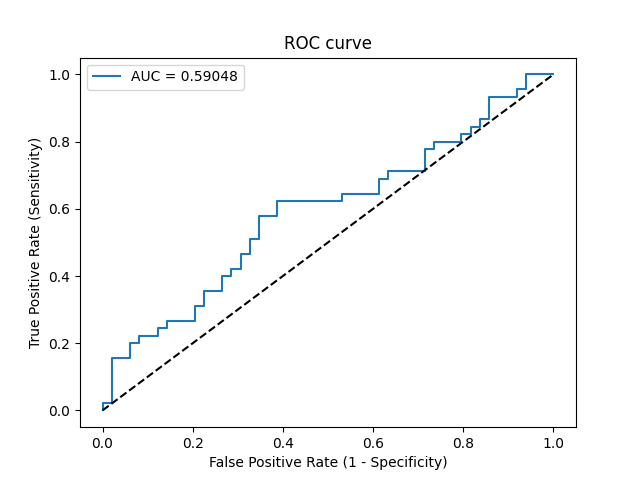 ROC curve
AUC = 0.59048
1.0
0.8
0.6
0.4
0.2
0.0
True Positive Rate (Sensitivity)
0.0 0.2 0.4 0.6 0.8 1.0
False Positive Rate (1 - Specificity)